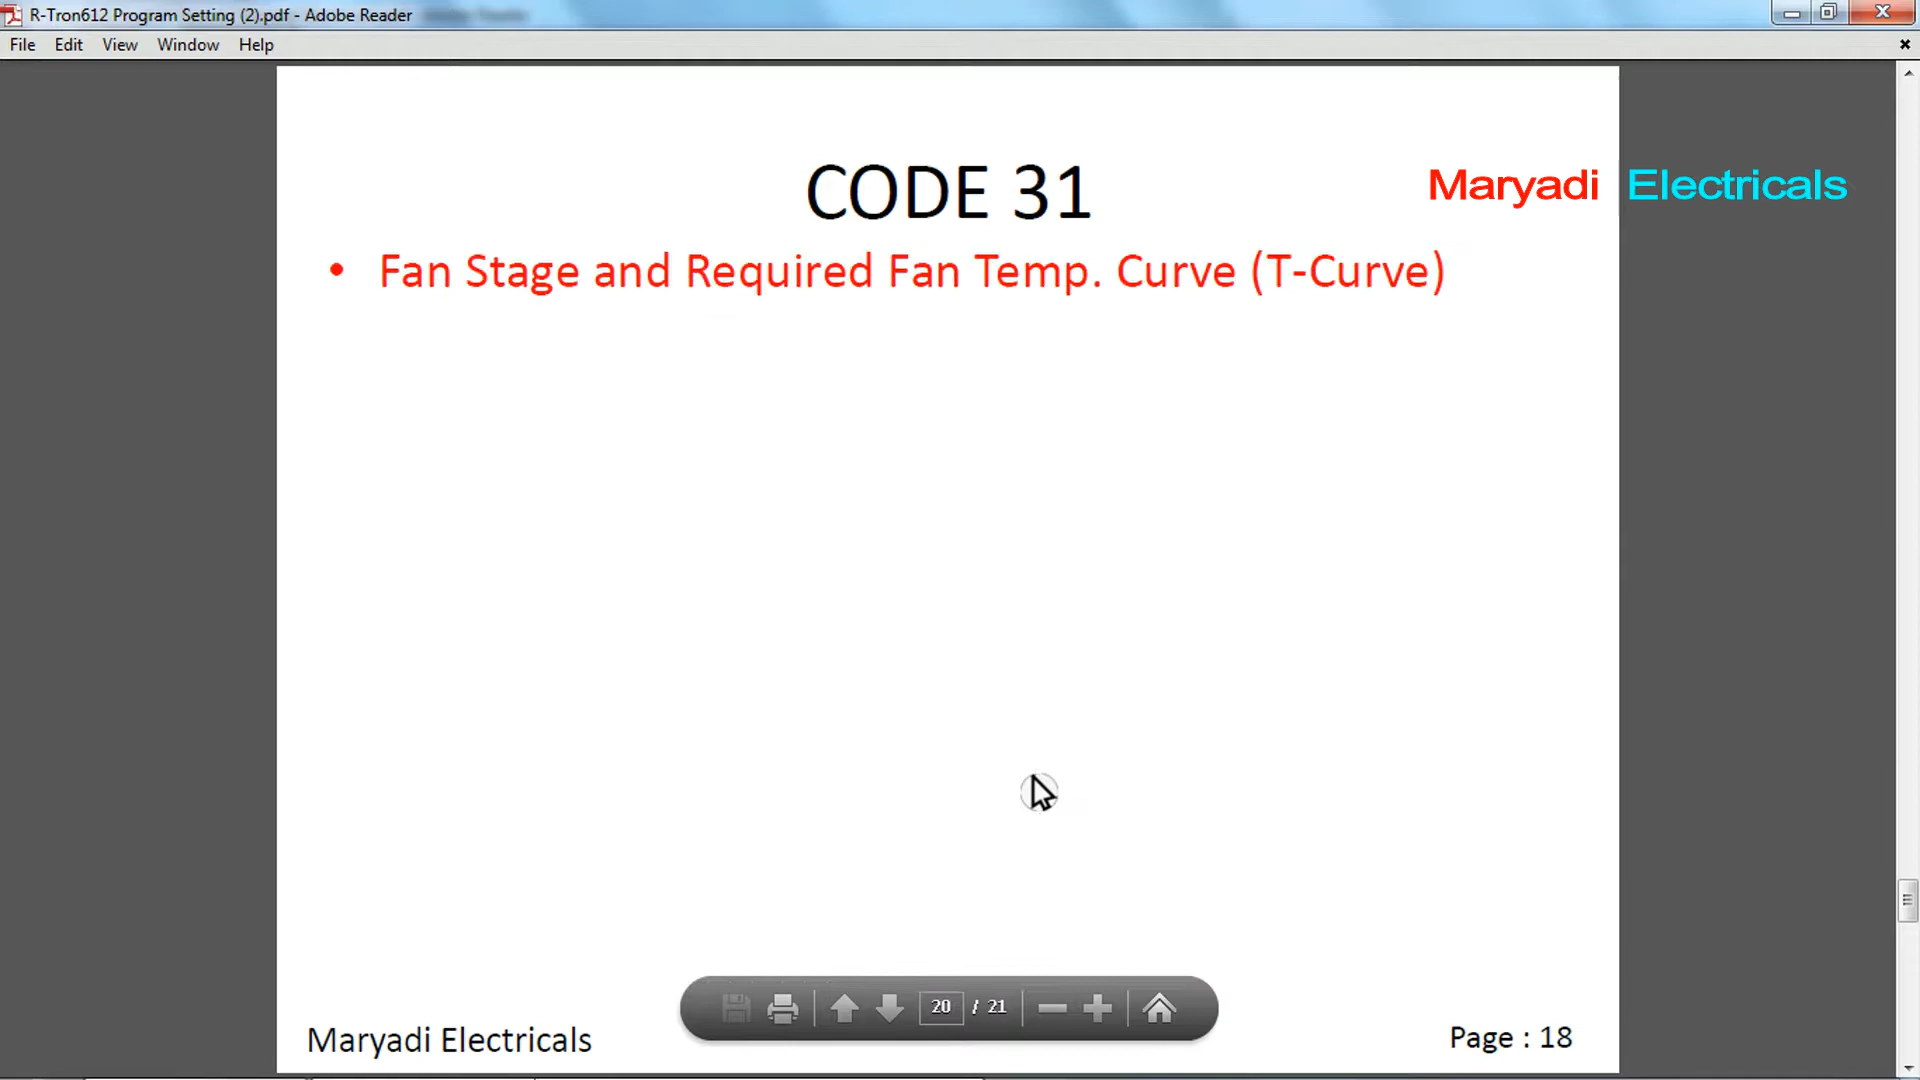 R-Tron612 Program Setting (2).pdf - Adobe Reader
File Edit View Window Help
CODE 31
Maryadi Electricals
• Fan Stage and Required Fan Temp. Curve (T-Curve)
20 / 21
Maryadi Electricals
Page : 18